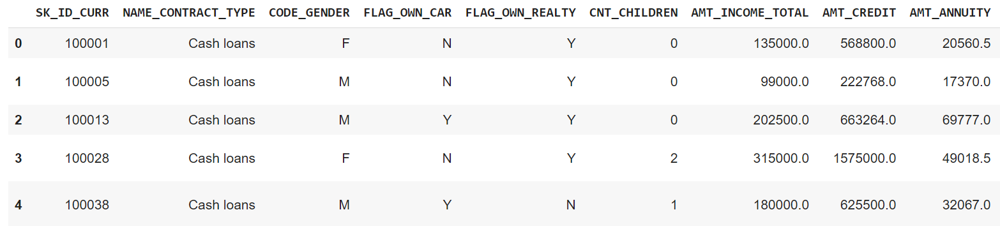 SK_ID_CURR NAME_CONTRACT_TYPE CODE_GENDER FLAG_OWN_CAR FLAG_OWN_REALTY CNT_CHILDREN AMT_INCOME_TOTAL AMT_CREDIT AMT_ANNUITY
0 100001 Cash loans F N Y 0 135000.0 568800.0 20560.5
1 100005 Cash loans M N Y 0 99000.0 222768.0 17370.0
2 100013 Cash loans M Y Y 0 202500.0 663264.0 69777.0
3 100028 Cash loans F N Y 2 315000.0 1575000.0 49018.5
4 100038 Cash loans M Y N 1 180000.0 625500.0 32067.0